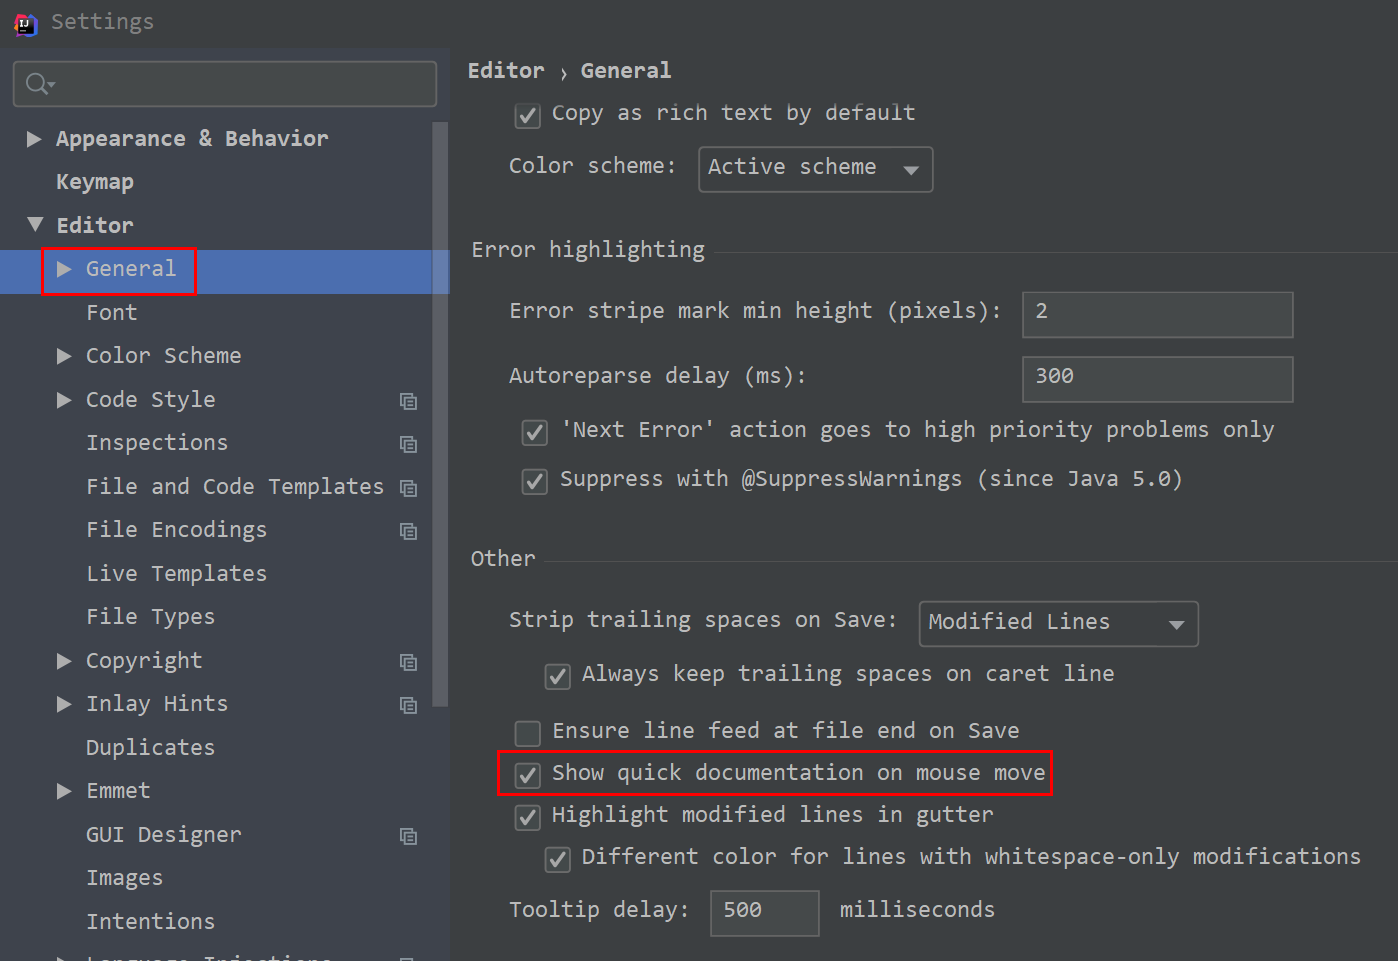 IJ
Settings
Appearance & Behavior
Keymap
Editor
General
Font
Color Scheme
Code Style
Inspections
File and Code Templates
File Encodings
Live Templates
File Types
Copyright
Inlay Hints
Duplicates
Emmet
GUI Designer
Images
Intentions
Language Injections
Editor › General
Copy as rich text by default
Color scheme: Active scheme
Error highlighting
Error stripe mark min height (pixels): 2
Autoreparse delay (ms): 300
'Next Error' action goes to high priority problems only
Suppress with @SuppressWarnings (since Java 5.0)
Other
Strip trailing spaces on Save: Modified Lines
Always keep trailing spaces on caret line
Ensure line feed at file end on Save
Show quick documentation on mouse move
Highlight modified lines in gutter
Different color for lines with whitespace-only modifications
Tooltip delay: 500 milliseconds